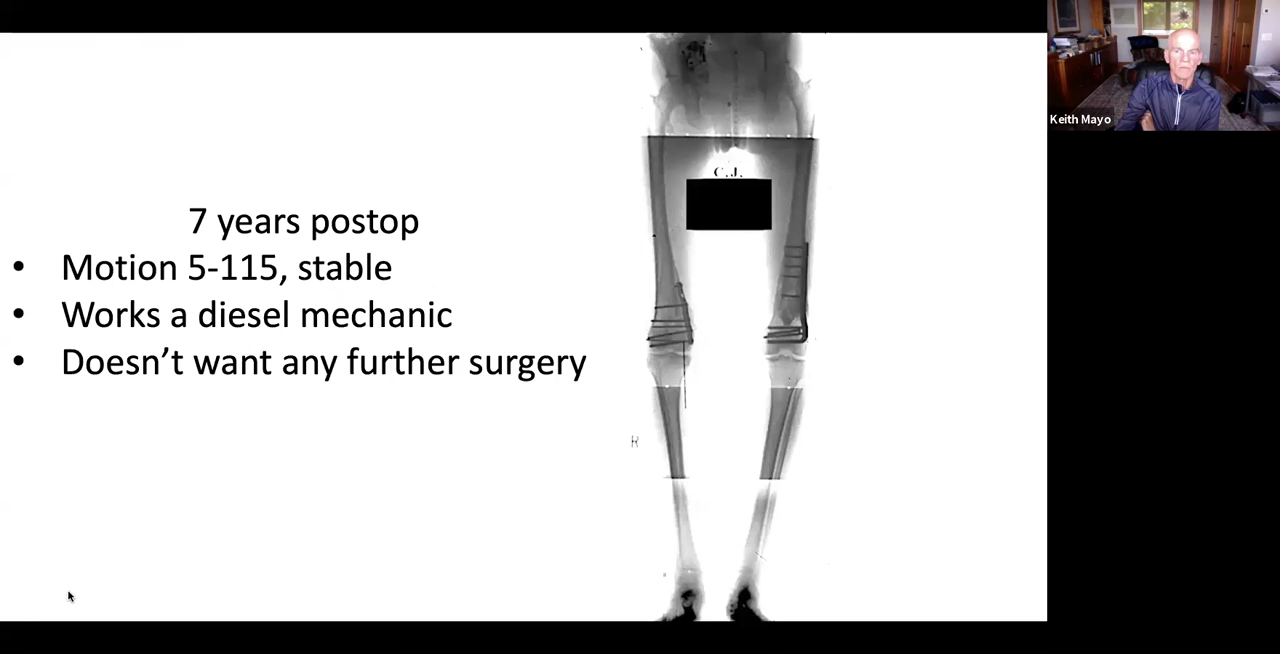 7 years postop
• Motion 5-115, stable
• Works a diesel mechanic
• Doesn’t want any further surgery
C.J.
R
Keith Mayo